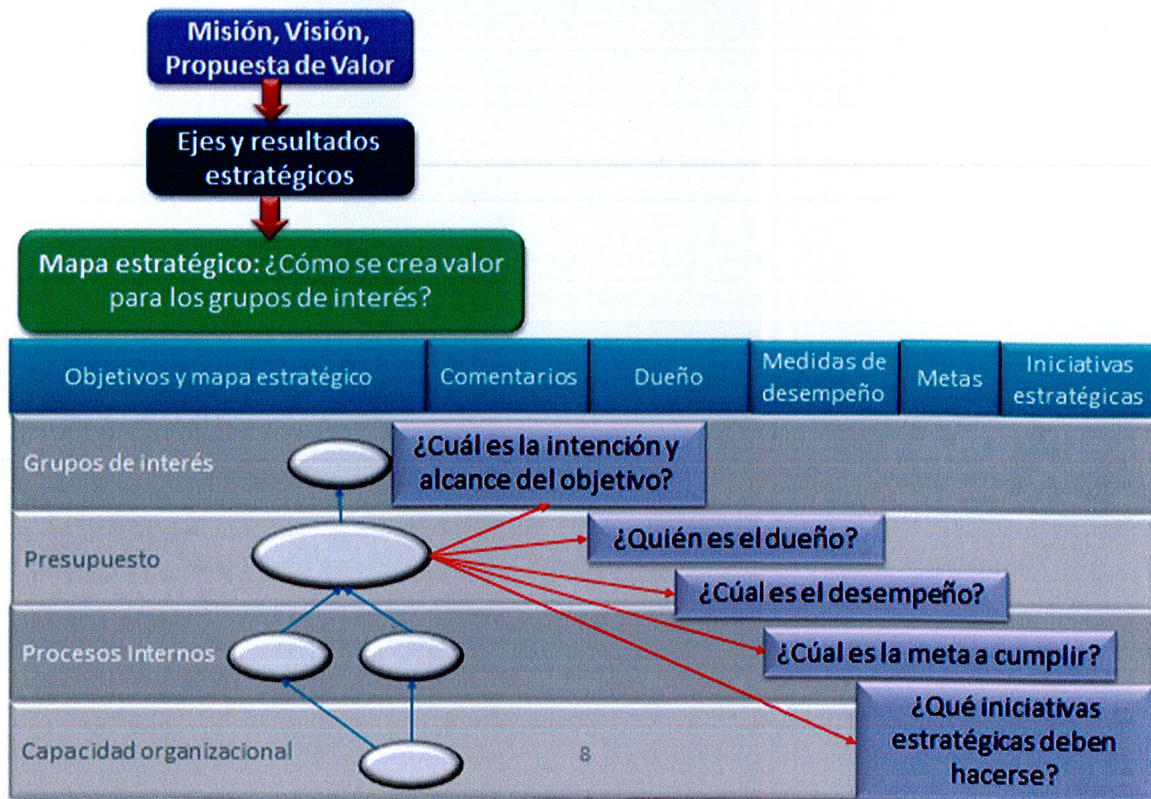 Misión, Visión,
Propuesta de Valor
Ejes y resultados
estratégicos
Mapa estratégico: ¿Cómo se crea valor
para los grupos de interés?
Objetivos y mapa estratégico
Comentarios
Dueño
Medidas de
desempeño
Metas
Iniciativas
estratégicas
Grupos de interés
¿Cuál es la intención y
alcance del objetivo?
Presupuesto
¿Quién es el dueño?
¿Cúal es el desempeño?
Procesos Internos
¿Cúal es la meta a cumplir?
Capacidad organizacional
8
¿Qué iniciativas
estratégicas deben
hacerse?